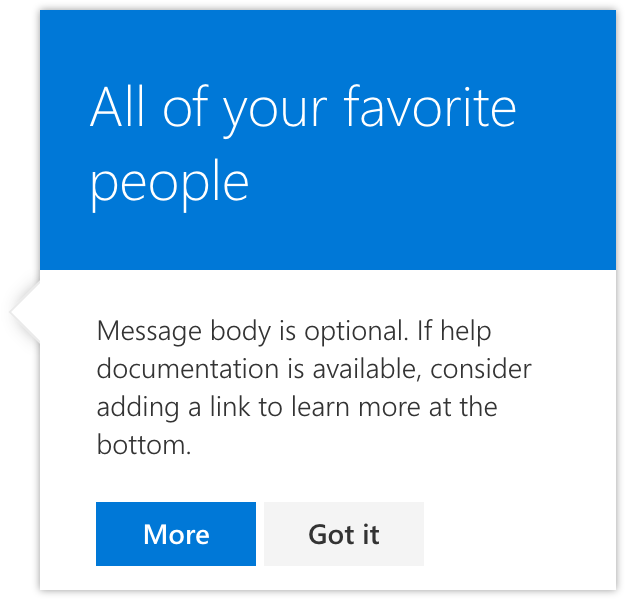 All of your favorite
people
Message body is optional. If help
documentation is available, consider
adding a link to learn more at the
bottom.
More
Got it